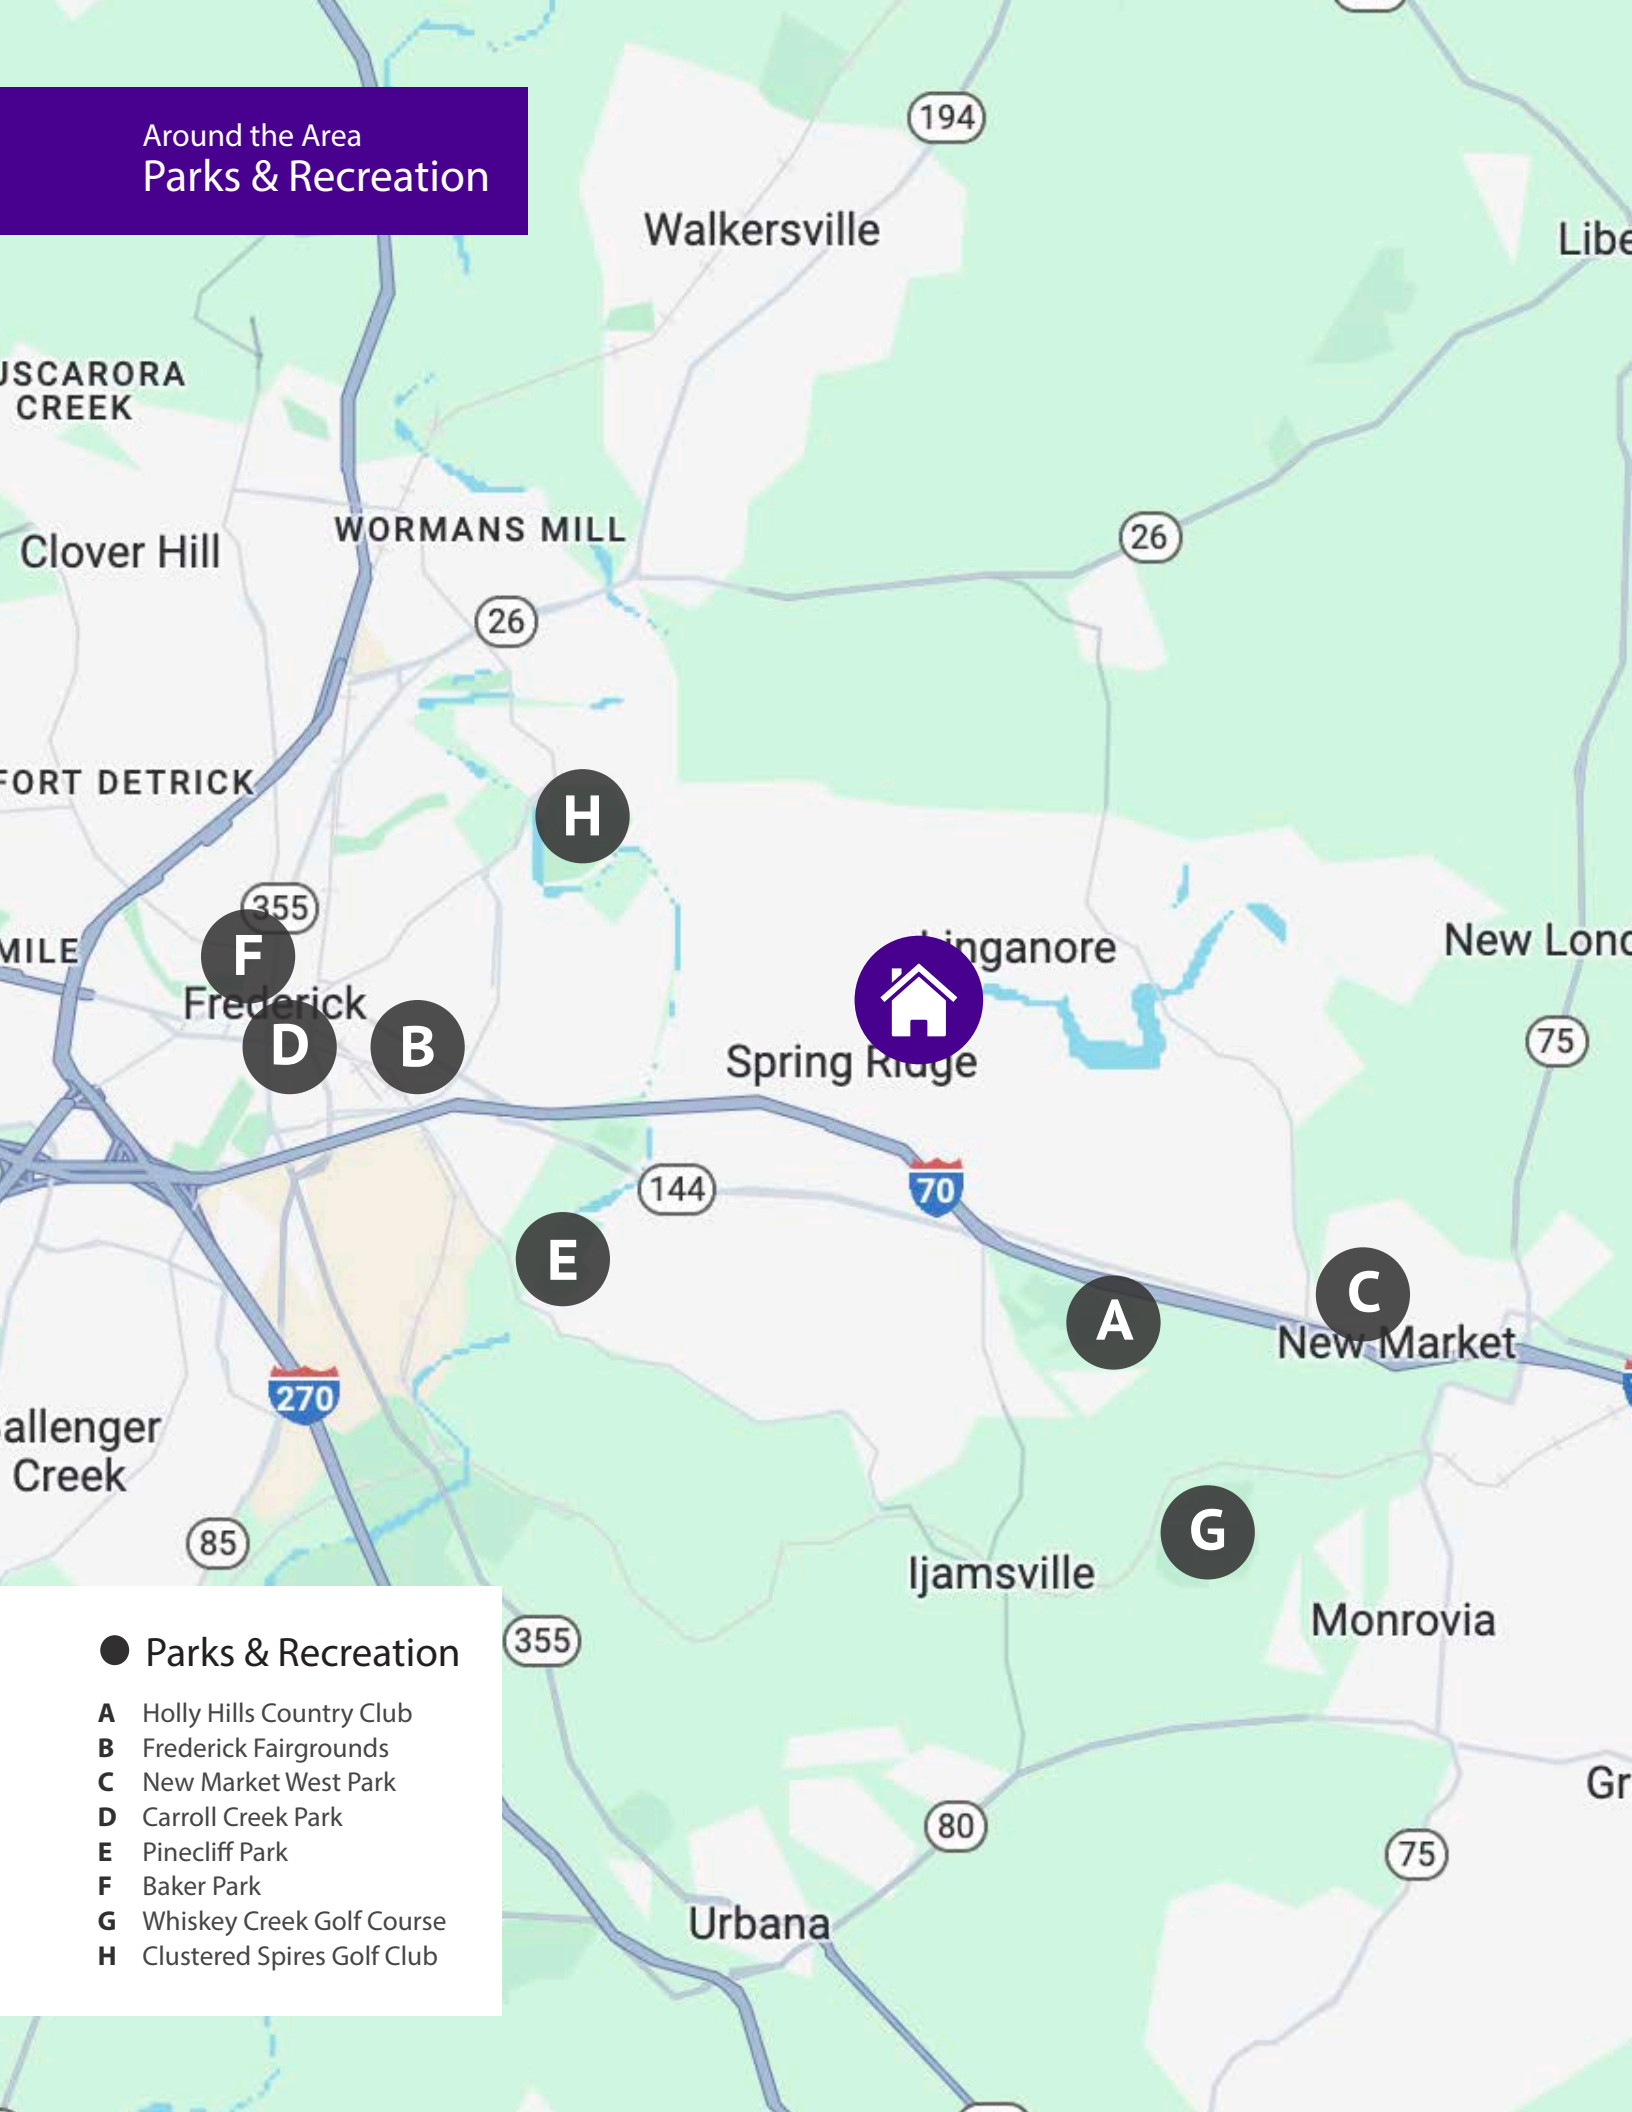 Around the Area
Parks & Recreation
194
Walkersville
Libe
USCARORA
CREEK
WORMANS MILL
26
Clover Hill
26
FORT DETRICK
H
355
F
MILE
Linganore
New Lond
Frederick
D
B
Spring Ridge
75
144
70
E
C
A
New Market
270
allenger
Creek
G
85
Ijamsville
Monrovia
355
Parks & Recreation
A Holly Hills Country Club
B Frederick Fairgrounds
C New Market West Park
D Carroll Creek Park
E Pinecliff Park
F Baker Park
G Whiskey Creek Golf Course
H Clustered Spires Golf Club
Gr
80
75
Urbana